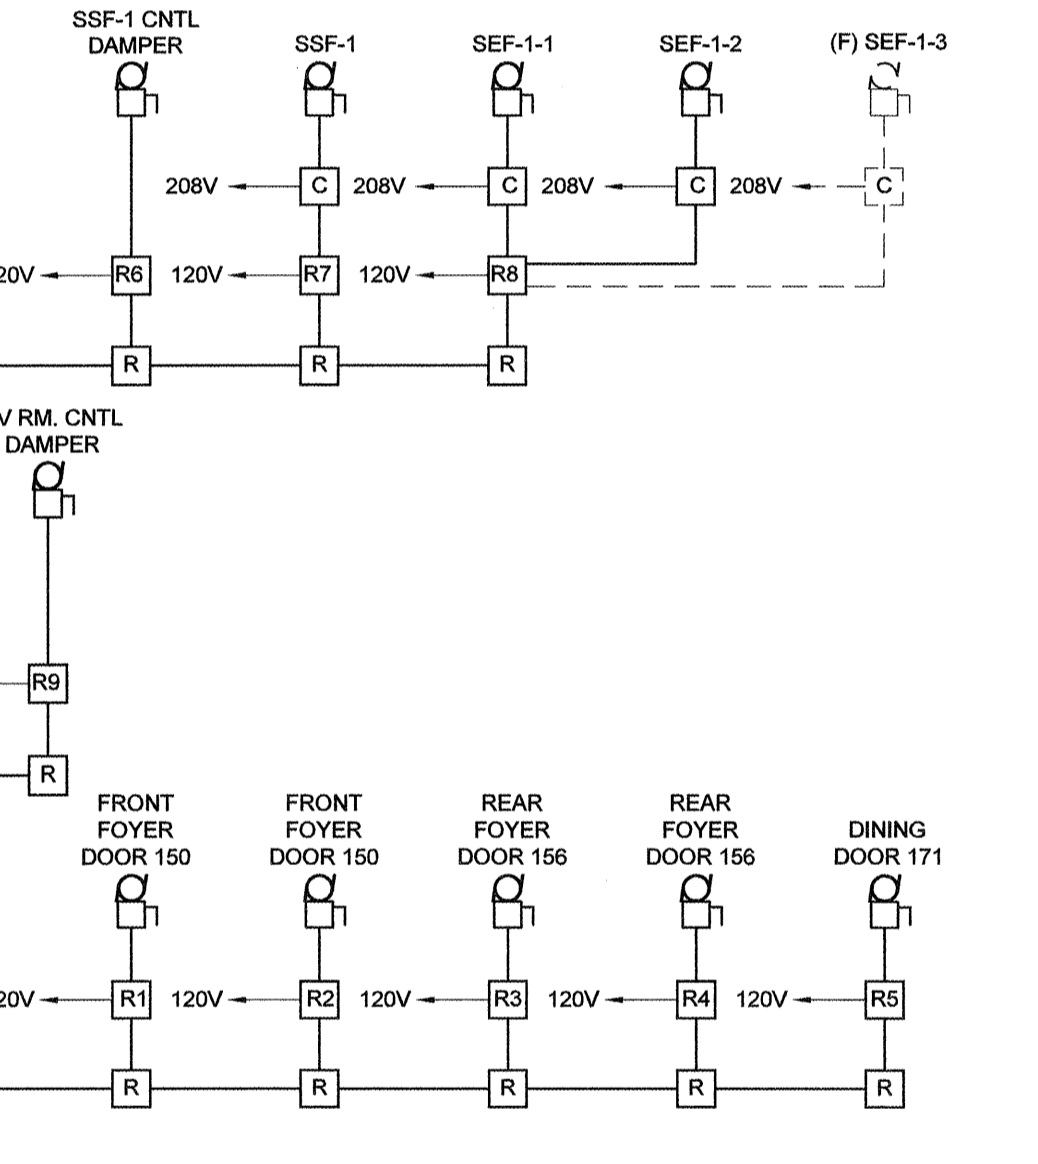 SSF-1 CNTL
DAMPER
SSF-1
SEF-1-1
SEF-1-2
(F) SEF-1-3
208V
C
208V
C
208V
C
208V
C
20V
R6
120V
R7
120V
R8
R
R
R
V RM. CNTL
DAMPER
R9
R
FRONT
FOYER
DOOR 150
FRONT
FOYER
DOOR 150
REAR
FOYER
DOOR 156
REAR
FOYER
DOOR 156
DINING
DOOR 171
20V
R1
120V
R2
120V
R3
120V
R4
120V
R5
R
R
R
R
R